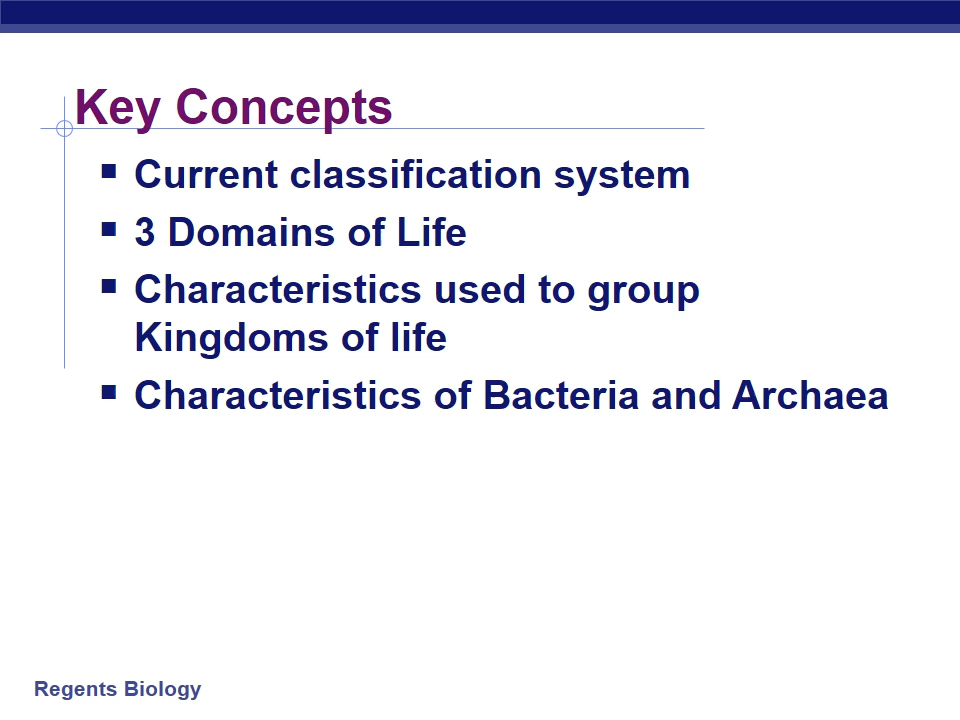 Key Concepts
Current classification system
3 Domains of Life
Characteristics used to group
Kingdoms of life
Characteristics of Bacteria and Archaea
Regents Biology